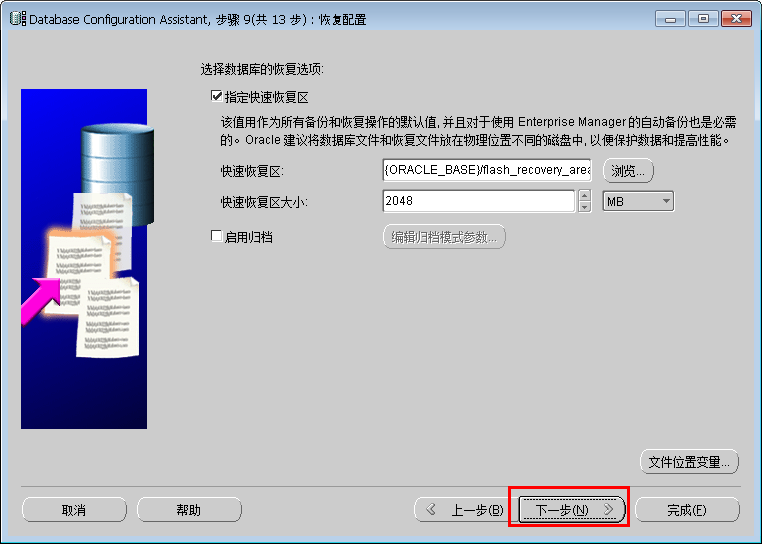 Database Configuration Assistant, 步骤 9(共 13 步) : 恢复配置
选择数据库的恢复选项:
指定快速恢复区
该值用作为所有备份和恢复操作的默认值, 并且对于使用 Enterprise Manager 的自动备份也是必需
的。Oracle 建议将数据库文件和恢复文件放在物理位置不同的磁盘中, 以便保护数据和提高性能。
快速恢复区: {ORACLE_BASE}/flash_recovery_area 浏览...
快速恢复区大小: 2048 MB
启用归档 编辑归档模式参数...
文件位置变量...
取消 帮助 上一步(B) 下一步(N) 完成(F)